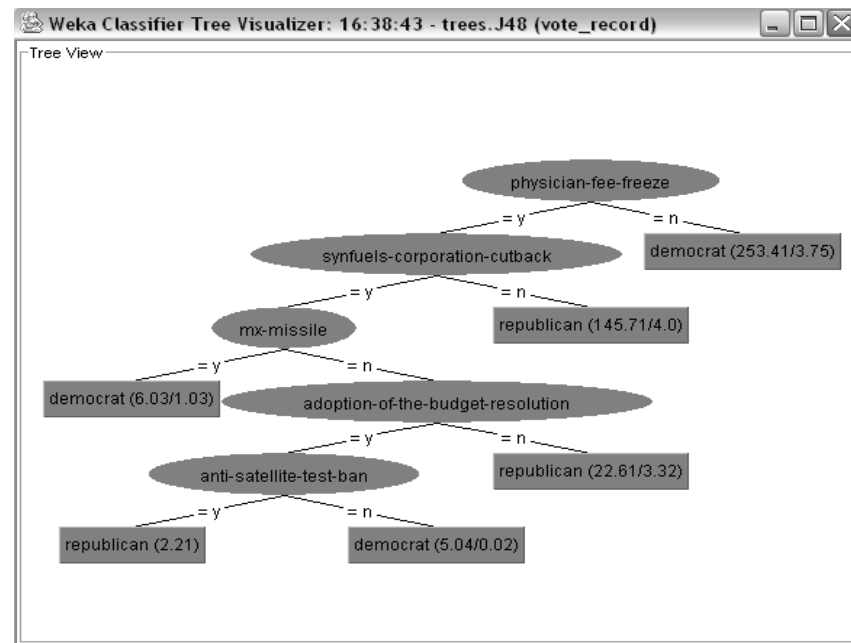 Weka Classifier Tree Visualizer: 16:38:43 - trees.J48 (vote_record)
Tree View
physician-fee-freeze
= y
= n
synfuels-corporation-cutback
democrat (253.41/3.75)
= y
= n
mx-missile
republican (145.71/4.0)
= y
= n
democrat (6.03/1.03)
adoption-of-the-budget-resolution
= y
= n
anti-satellite-test-ban
republican (22.61/3.32)
= y
= n
republican (2.21)
democrat (5.04/0.02)